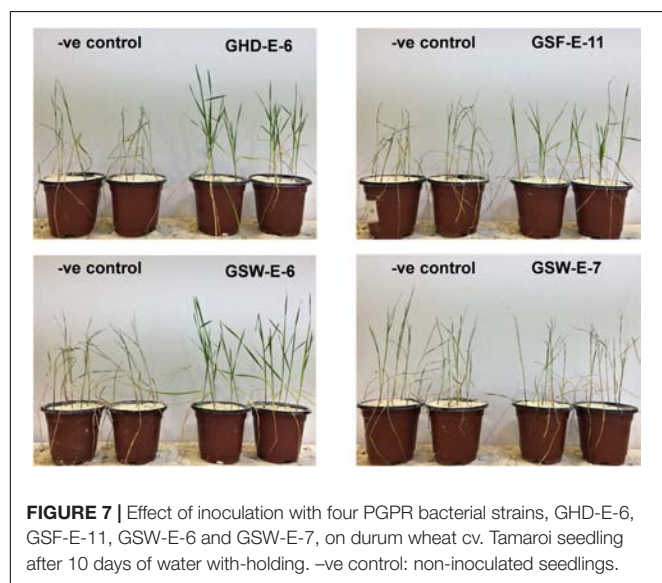 -ve control GHD-E-6
-ve control GSF-E-11
-ve control GSW-E-6
-ve control GSW-E-7
FIGURE 7 | Effect of inoculation with four PGPR bacterial strains, GHD-E-6,
GSF-E-11, GSW-E-6 and GSW-E-7, on durum wheat cv. Tamaroi seedling
after 10 days of water with-holding. –ve control: non-inoculated seedlings.